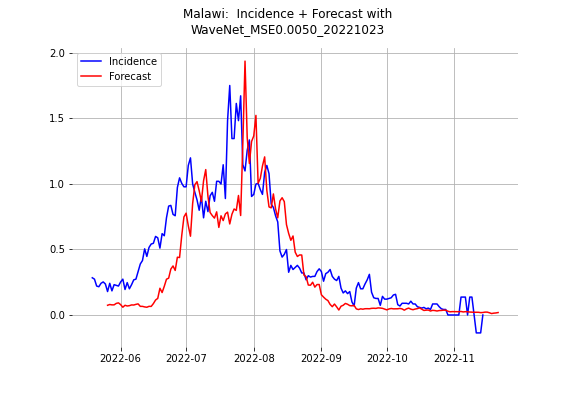 Malawi:  Incidence + Forecast with
WaveNet_MSE0.0050_20221023
Incidence
Forecast
2.0
1.5
1.0
0.5
0.0
2022-06 2022-07 2022-08 2022-09 2022-10 2022-11